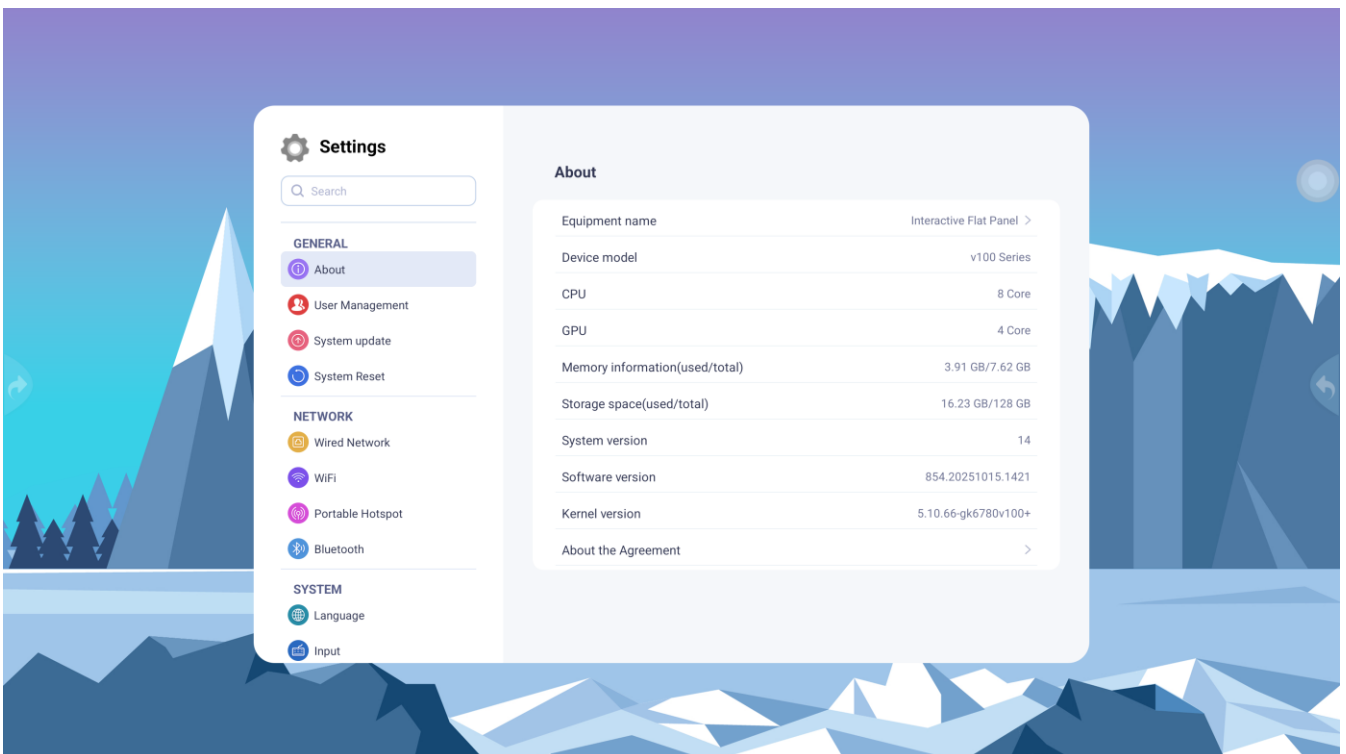 Settings
Search
GENERAL
About
User Management
System update
System Reset
NETWORK
Wired Network
WiFi
Portable Hotspot
Bluetooth
SYSTEM
Language
Input
About
Equipment name Interactive Flat Panel
Device model v100 Series
CPU 8 Core
GPU 4 Core
Memory information(used/total) 3.91 GB/7.62 GB
Storage space(used/total) 16.23 GB/128 GB
System version 14
Software version 854.20251015.1421
Kernel version 5.10.66-gk6780v100+
About the Agreement